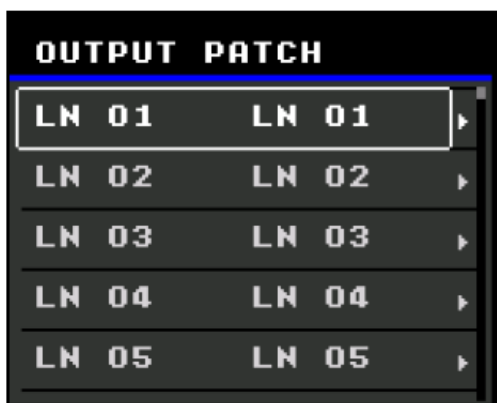 OUTPUT PATCH
LN 01 LN 01
LN 02 LN 02
LN 03 LN 03
LN 04 LN 04
LN 05 LN 05